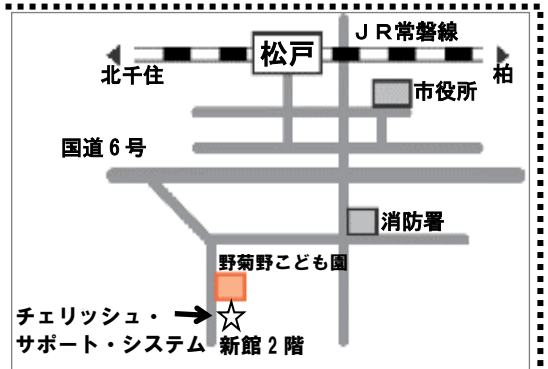 ＪＲ常磐線
松戸
北千住
柏
市役所
国道６号
消防署
野菊野こども園
チェリッシュ・
サポート・システム
新館２階